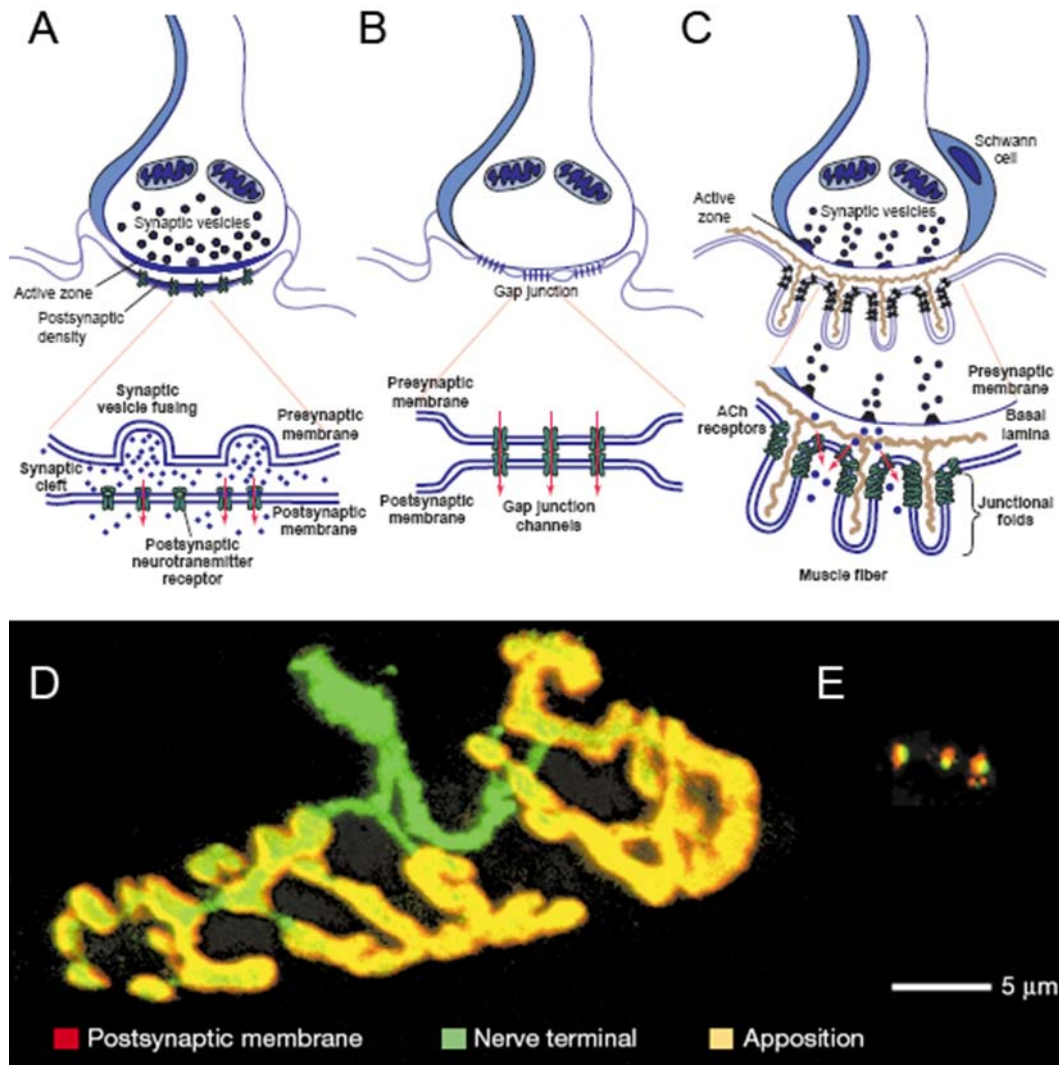 A
Synaptic vesicles
Active zone
Postsynaptic
density
Synaptic
vesicle fusing
Presynaptic
membrane
Synaptic
cleft
Postsynaptic
membrane
Postsynaptic
neurotransmitter
receptor
B
Gap junction
Presynaptic
membrane
Postsynaptic
membrane
Gap junction
channels
C
Schwann
cell
Active
zone
Synaptic vesicles
Presynaptic
membrane
ACh
receptors
Basal
lamina
Junctional
folds
Muscle fiber
D
E
5 μm
Postsynaptic membrane
Nerve terminal
Apposition